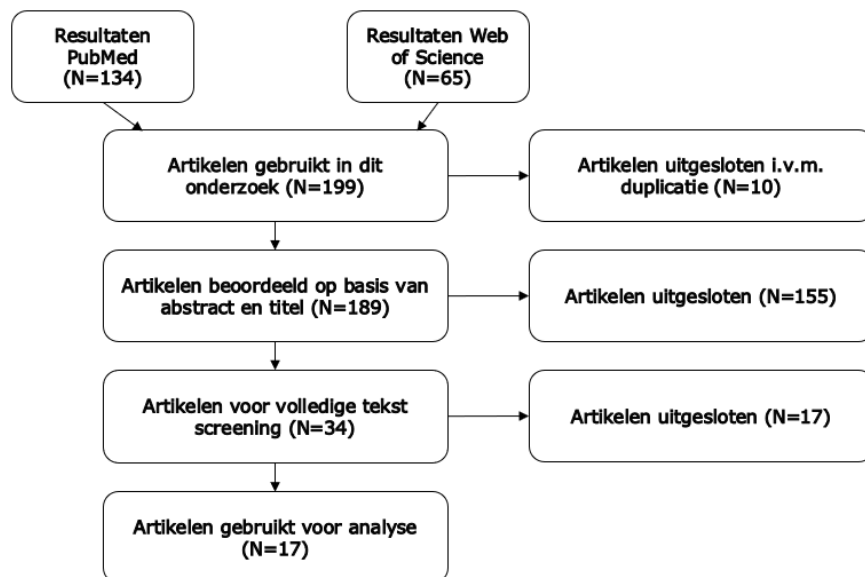 Resultaten
PubMed
(N=134)
Resultaten Web
of Science
(N=65)
Artikelen gebruikt in dit
onderzoek (N=199)
Artikelen uitgesloten i.v.m.
duplicatie (N=10)
Artikelen beoordeeld op basis van
abstract en titel (N=189)
Artikelen uitgesloten (N=155)
Artikelen voor volledige tekst
screening (N=34)
Artikelen uitgesloten (N=17)
Artikelen gebruikt voor analyse
(N=17)